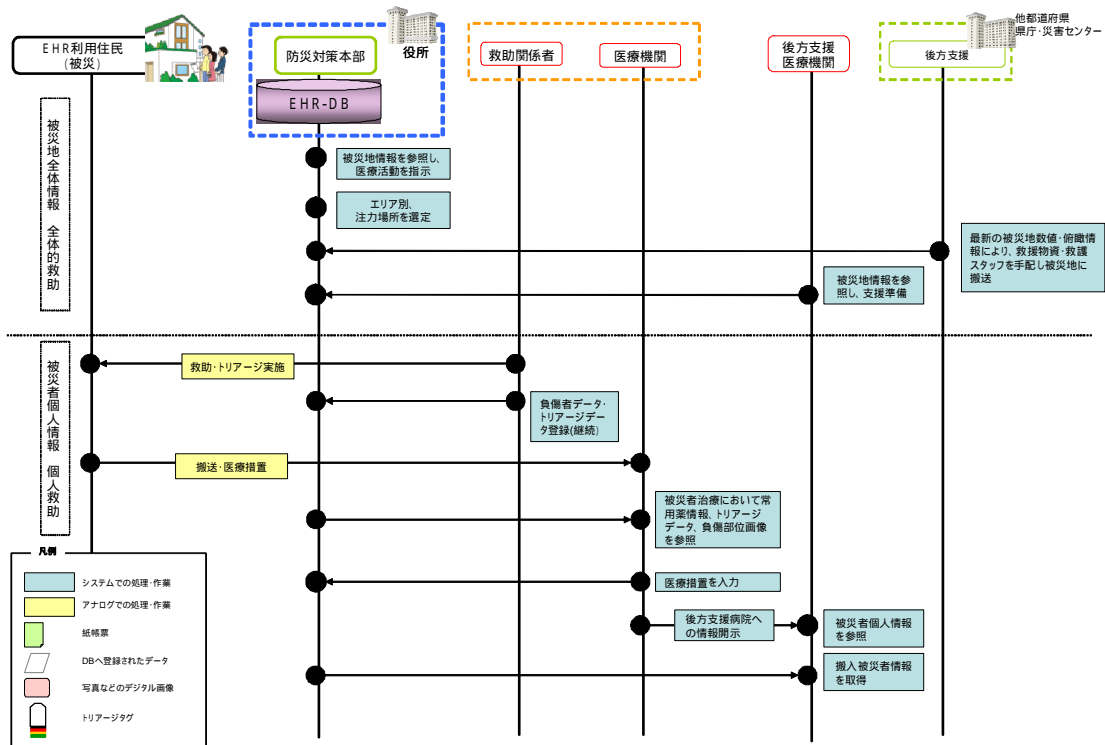 EHR利用住民
(被災)
防災対策本部
役所
EHR-DB
救助関係者
医療機関
後方支援
医療機関
後方支援
他都道府県
県庁・災害センター
被災地全体情報 全体的救助
被災地情報を参照し、
医療活動を指示
エリア別、
注力場所を選定
最新の被災地数値・俯瞰情
報により、救援物資・救護
スタッフを手配し被災地に
搬送
被災地情報を参
照し、支援準備
被災者個人情報 個人救助
救助・トリアージ実施
負傷者データ・
トリアージデー
タ登録(継続)
搬送・医療措置
被災者治療において常
用薬情報、トリアージ
データ、負傷部位画像
を参照
医療措置を入力
後方支援病院へ
の情報開示
被災者個人情報
を参照
搬入被災者情報
を取得
凡例
システムでの処理・作業
アナログでの処理・作業
紙帳票
DBへ登録されたデータ
写真などのデジタル画像
トリアージタグ